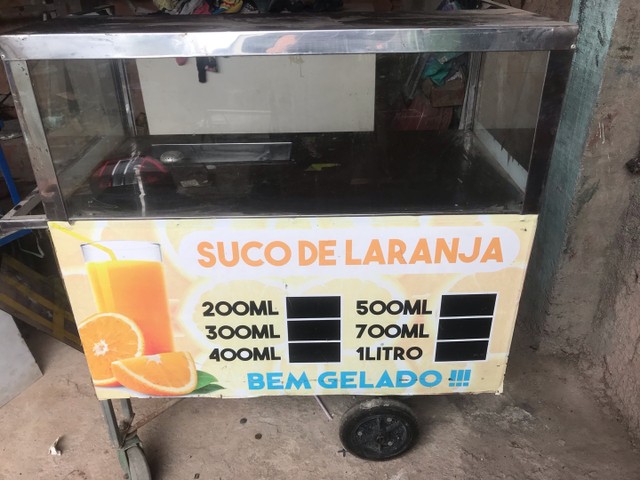 SUCO DE LARANJA
200ML 500ML
300ML 700ML
400ML 1LITRO
BEM GELADO !!!